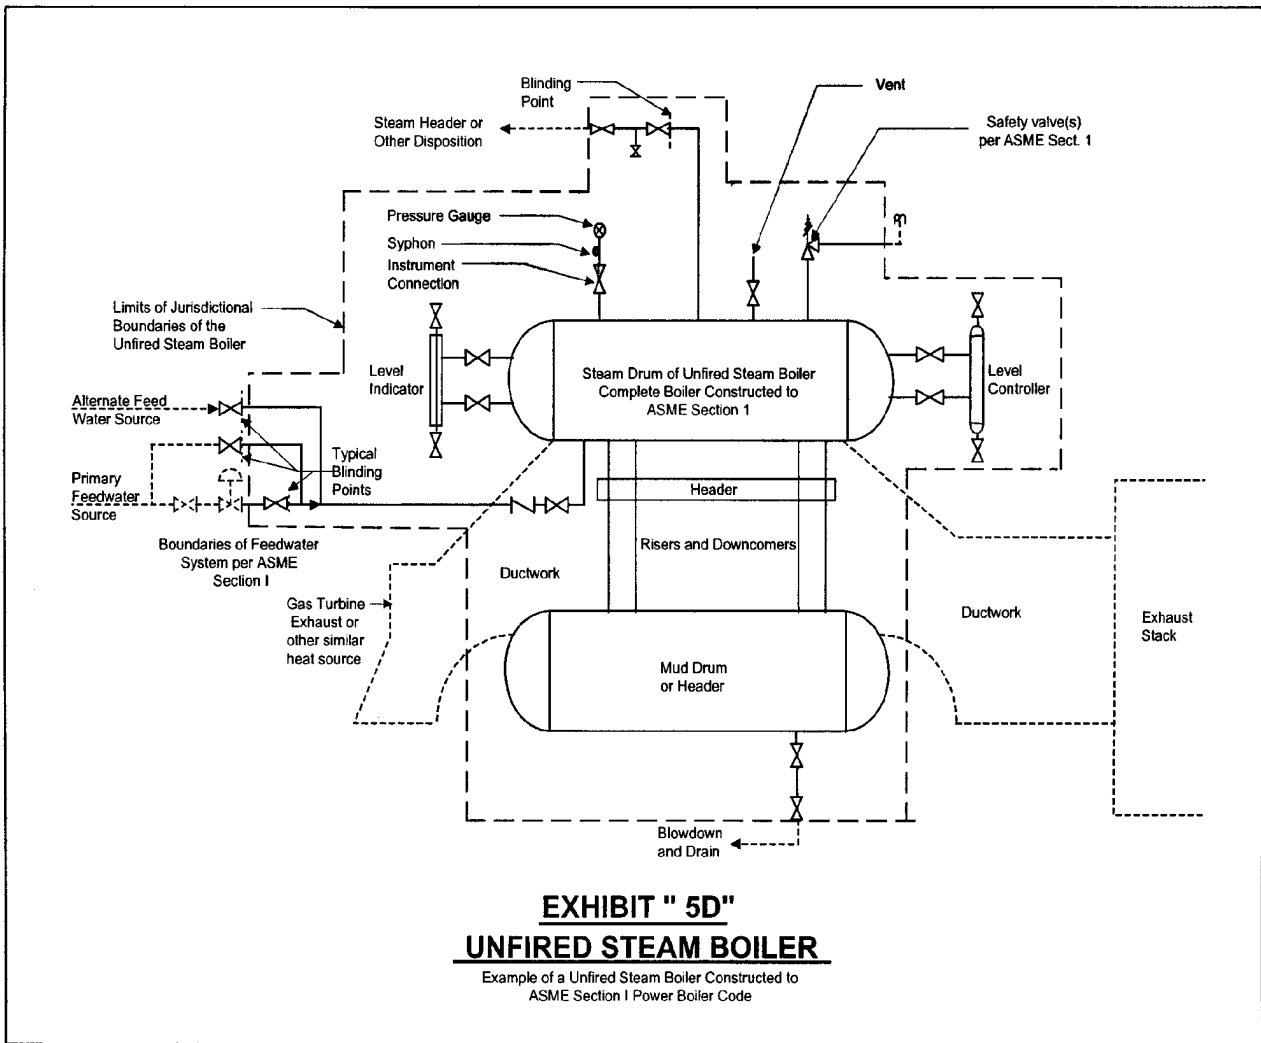 Blinding
Point
Vent
Steam Header or
Other Disposition
Safety valve(s)
per ASME Sect. 1
Pressure Gauge
Syphon
Instrument
Connection
Limits of Jurisdictional
Boundaries of the
Unfired Steam Boiler
Level
Indicator
Steam Drum of Unfired Steam Boiler
Complete Boiler Constructed to
ASME Section 1
Level
Controller
Alternate Feed
Water Source
Typical
Blinding
Points
Primary
Feedwater
Source
Header
Boundaries of Feedwater
System per ASME
Section I
Risers and Downcomers
Ductwork
Gas Turbine
Exhaust or
other similar
heat source
Ductwork
Exhaust
Stack
Mud Drum
or Header
Blowdown
and Drain
EXHIBIT " 5D"
UNFIRED STEAM BOILER
Example of a Unfired Steam Boiler Constructed to
ASME Section I Power Boiler Code